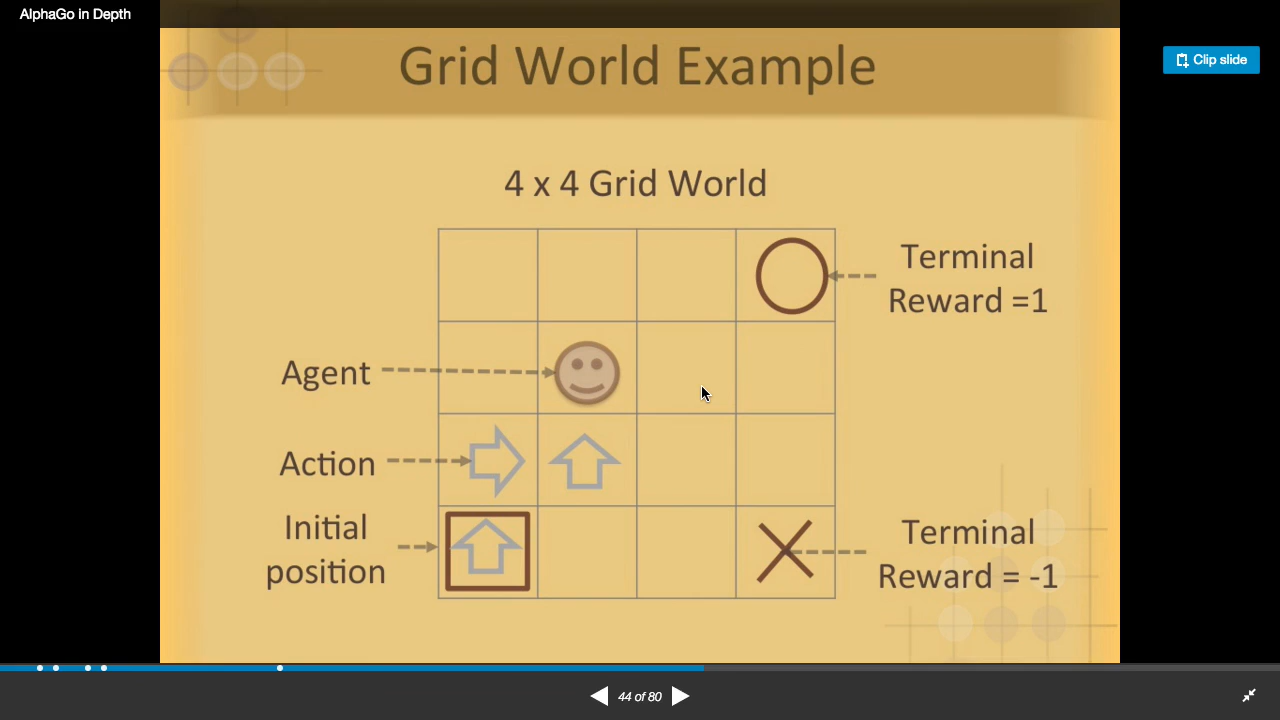 AlphaGo in Depth
Clip slide
Grid World Example
4 x 4 Grid World
Terminal
Reward =1
Agent
Action
Initial
position
Terminal
Reward = -1
44 of 80